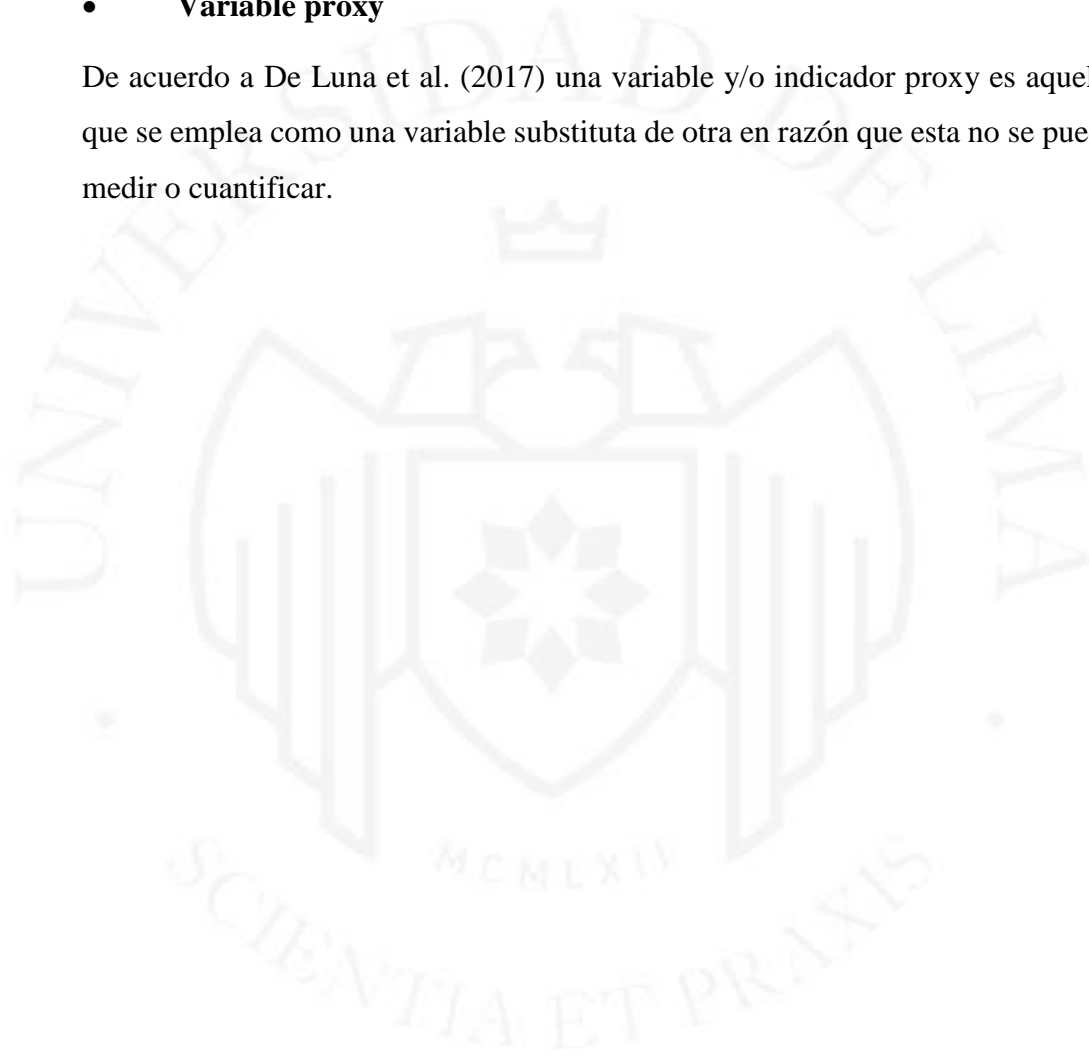 • Variable proxy
De acuerdo a De Luna et al. (2017) una variable y/o indicador proxy es aquel
que se emplea como una variable substituta de otra en razón que esta no se pue
medir o cuantificar.
UNIVERSIDAD DE LIMA
MCMLXII
SCIENTIA ET PRAXIS